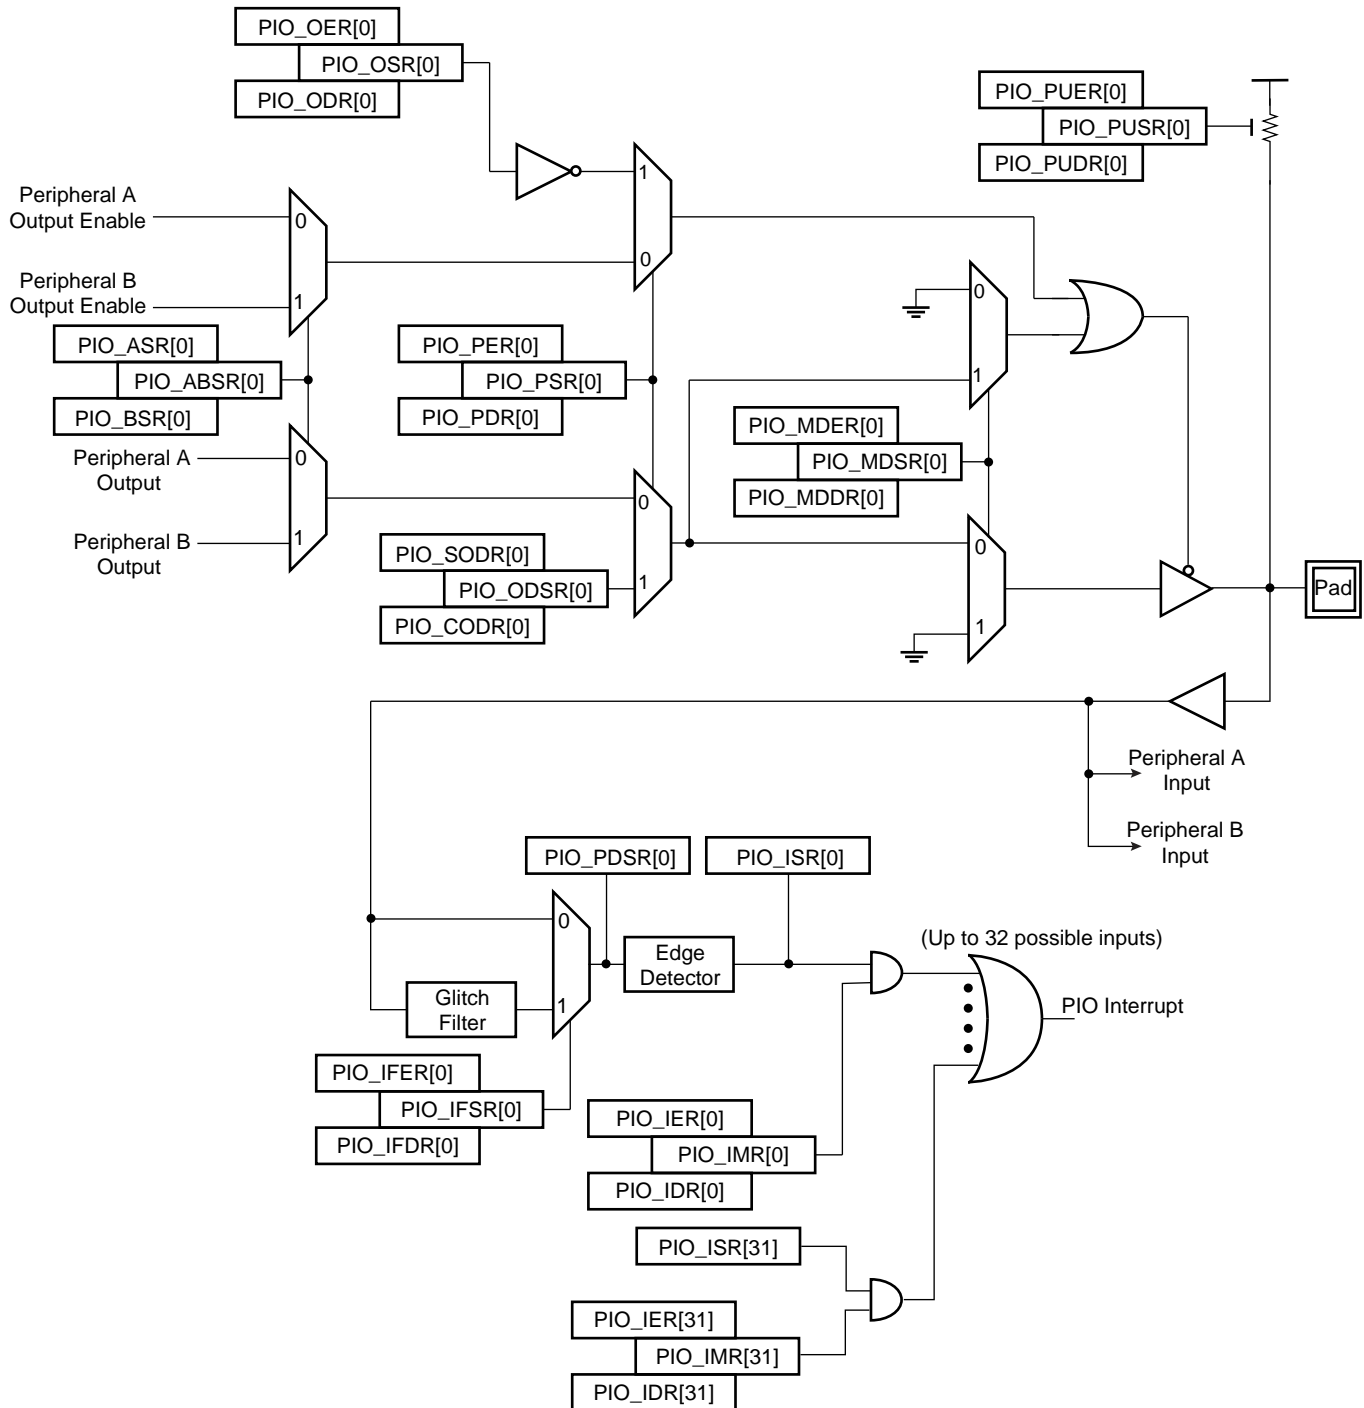 PIO_OER[0]
PIO_OSR[0]
PIO_ODR[0]
PIO_PUER[0]
PIO_PUSR[0]
PIO_PUDR[0]
1
Peripheral A
Output Enable
0
0
Peripheral B
Output Enable
1
0
PIO_ASR[0]
PIO_ABSR[0]
PIO_BSR[0]
PIO_PER[0]
PIO_PSR[0]
PIO_PDR[0]
1
PIO_MDER[0]
PIO_MDSR[0]
PIO_MDDR[0]
Peripheral A
Output
0
0
Peripheral B
Output
1
PIO_SODR[0]
PIO_ODSR[0]
PIO_CODR[0]
1
0
1
Pad
Peripheral A
Input
Peripheral B
Input
PIO_PDSR[0]
PIO_ISR[0]
0
Edge
Detector
(Up to 32 possible inputs)
Glitch
Filter
1
PIO Interrupt
PIO_IFER[0]
PIO_IFSR[0]
PIO_IFDR[0]
PIO_IER[0]
PIO_IMR[0]
PIO_IDR[0]
PIO_ISR[31]
PIO_IER[31]
PIO_IMR[31]
PIO_IDR[31]